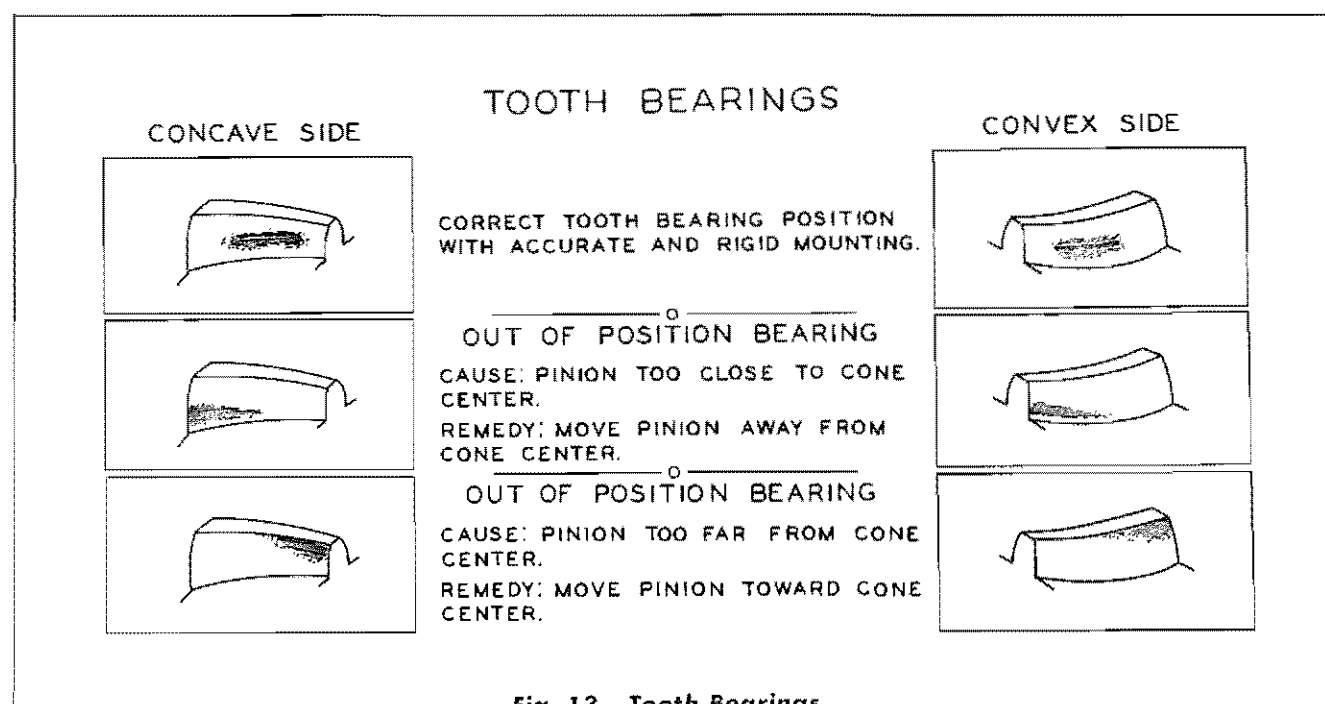 TOOTH BEARINGS
CONCAVE SIDE
CONVEX SIDE
CORRECT TOOTH BEARING POSITION
WITH ACCURATE AND RIGID MOUNTING.
OUT OF POSITION BEARING
CAUSE: PINION TOO CLOSE TO CONE
CENTER.
REMEDY: MOVE PINION AWAY FROM
CONE CENTER.
OUT OF POSITION BEARING
CAUSE: PINION TOO FAR FROM CONE
CENTER.
REMEDY: MOVE PINION TOWARD CONE
CENTER.
Fig. 12 Tooth Bearings